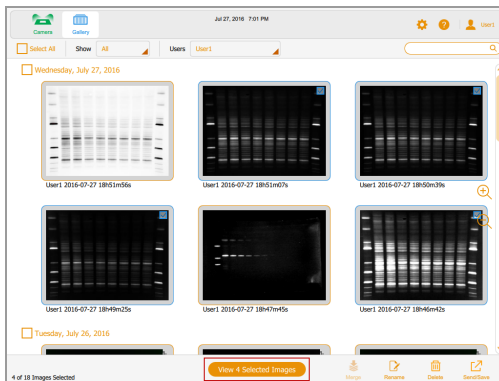 Jul 27, 2016 7:01 PM
Camera
Gallery
User1
Select All
Show
All
Users
User1
Wednesday, July 27, 2016
User1 2016-07-27 18h51m56s
User1 2016-07-27 18h51m07s
User1 2016-07-27 18h50m39s
User1 2016-07-27 18h49m25s
User1 2016-07-27 18h47m45s
User1 2016-07-27 18h46m42s
Tuesday, July 26, 2016
4 of 18 Images Selected
View 4 Selected Images
Merge
Rename
Delete
Send/Save